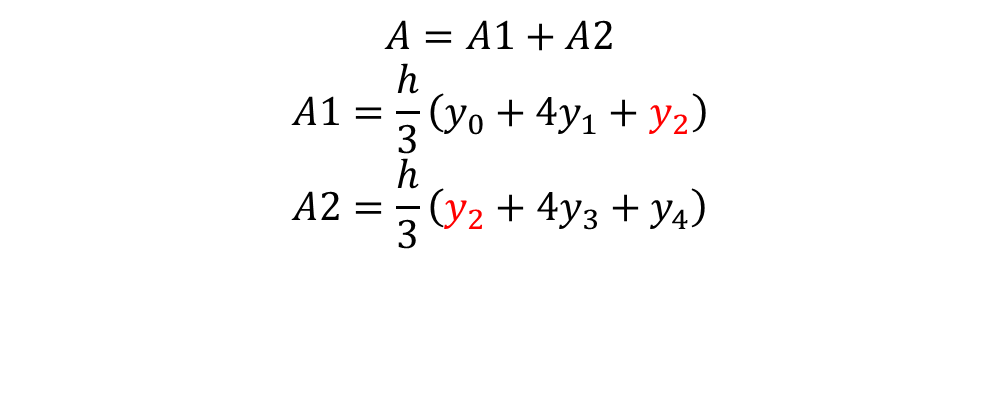 A = A1 + A2
A1 = h/3 (y₀ + 4y₁ + y₂)
A2 = h/3 (y₂ + 4y₃ + y₄)